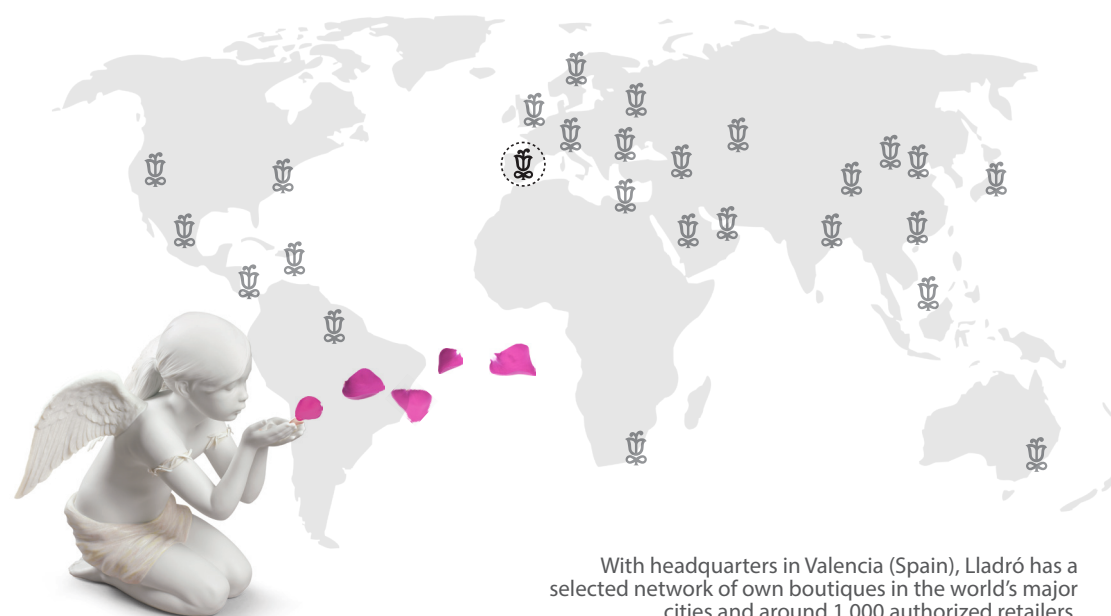 With headquarters in Valencia (Spain), Lladró has a
selected network of own boutiques in the world's major
cities and around 1,000 authorized retailers.